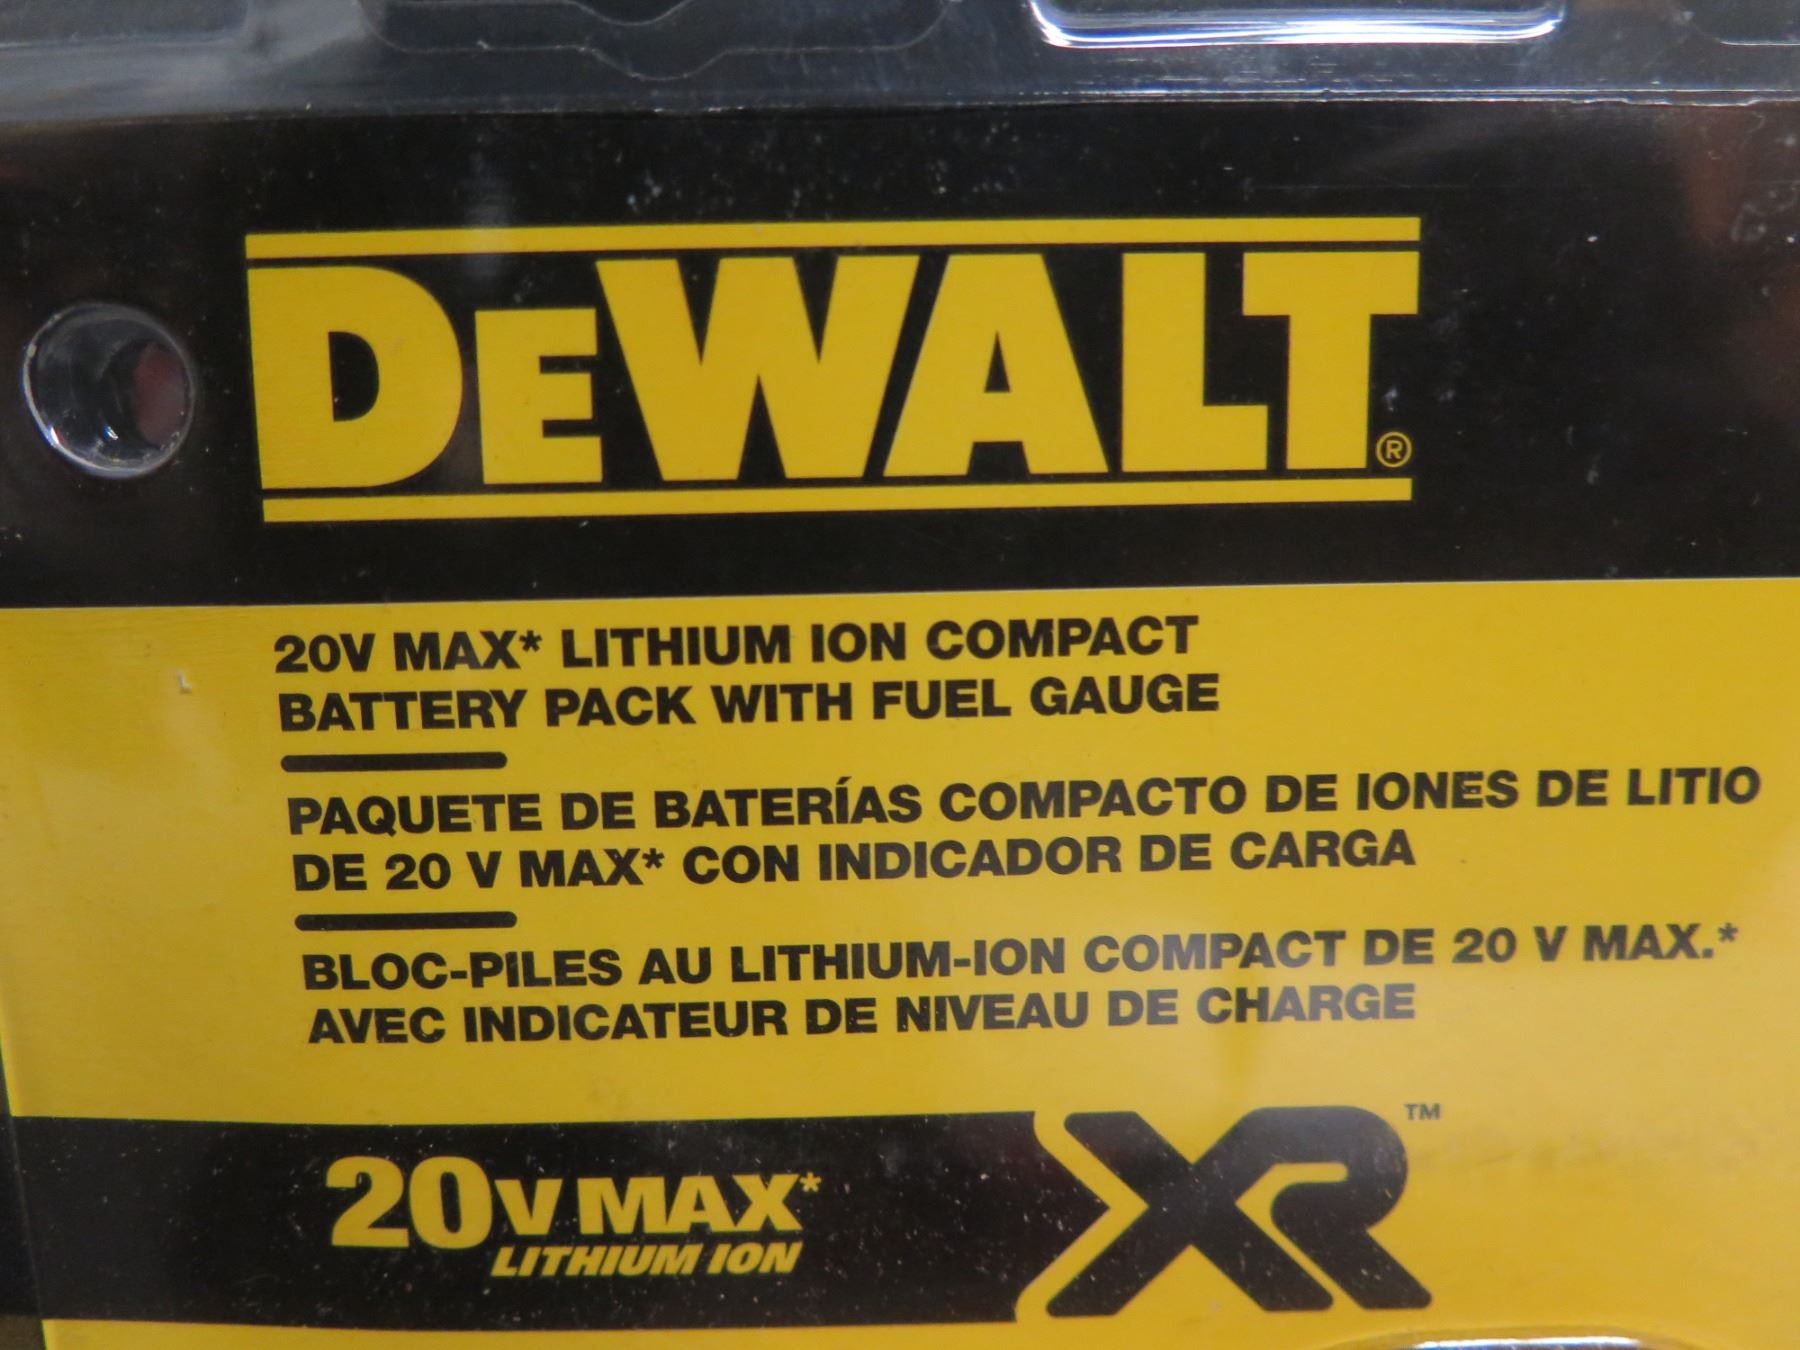 DEWALT®
20V MAX* LITHIUM ION COMPACT
BATTERY PACK WITH FUEL GAUGE
PAQUETE DE BATERÍAS COMPACTO DE IONES DE LITIO
DE 20 V MAX* CON INDICADOR DE CARGA
BLOC-PILES AU LITHIUM-ION COMPACT DE 20 V MAX.*
AVEC INDICATEUR DE NIVEAU DE CHARGE
20V MAX*
LITHIUM ION
XR™